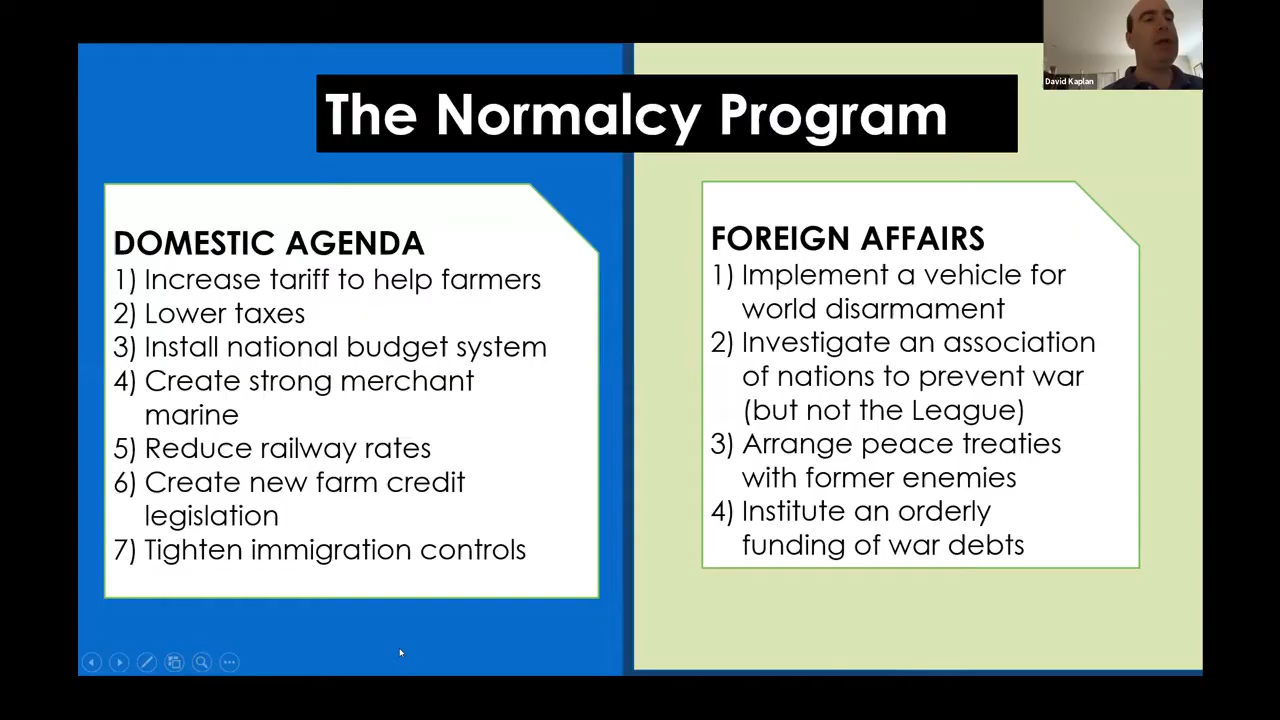 David Kaplan
The Normalcy Program
DOMESTIC AGENDA
1) Increase tariff to help farmers
2) Lower taxes
3) Install national budget system
4) Create strong merchant
marine
5) Reduce railway rates
6) Create new farm credit
legislation
7) Tighten immigration controls
FOREIGN AFFAIRS
1) Implement a vehicle for
world disarmament
2) Investigate an association
of nations to prevent war
(but not the League)
3) Arrange peace treaties
with former enemies
4) Institute an orderly
funding of war debts